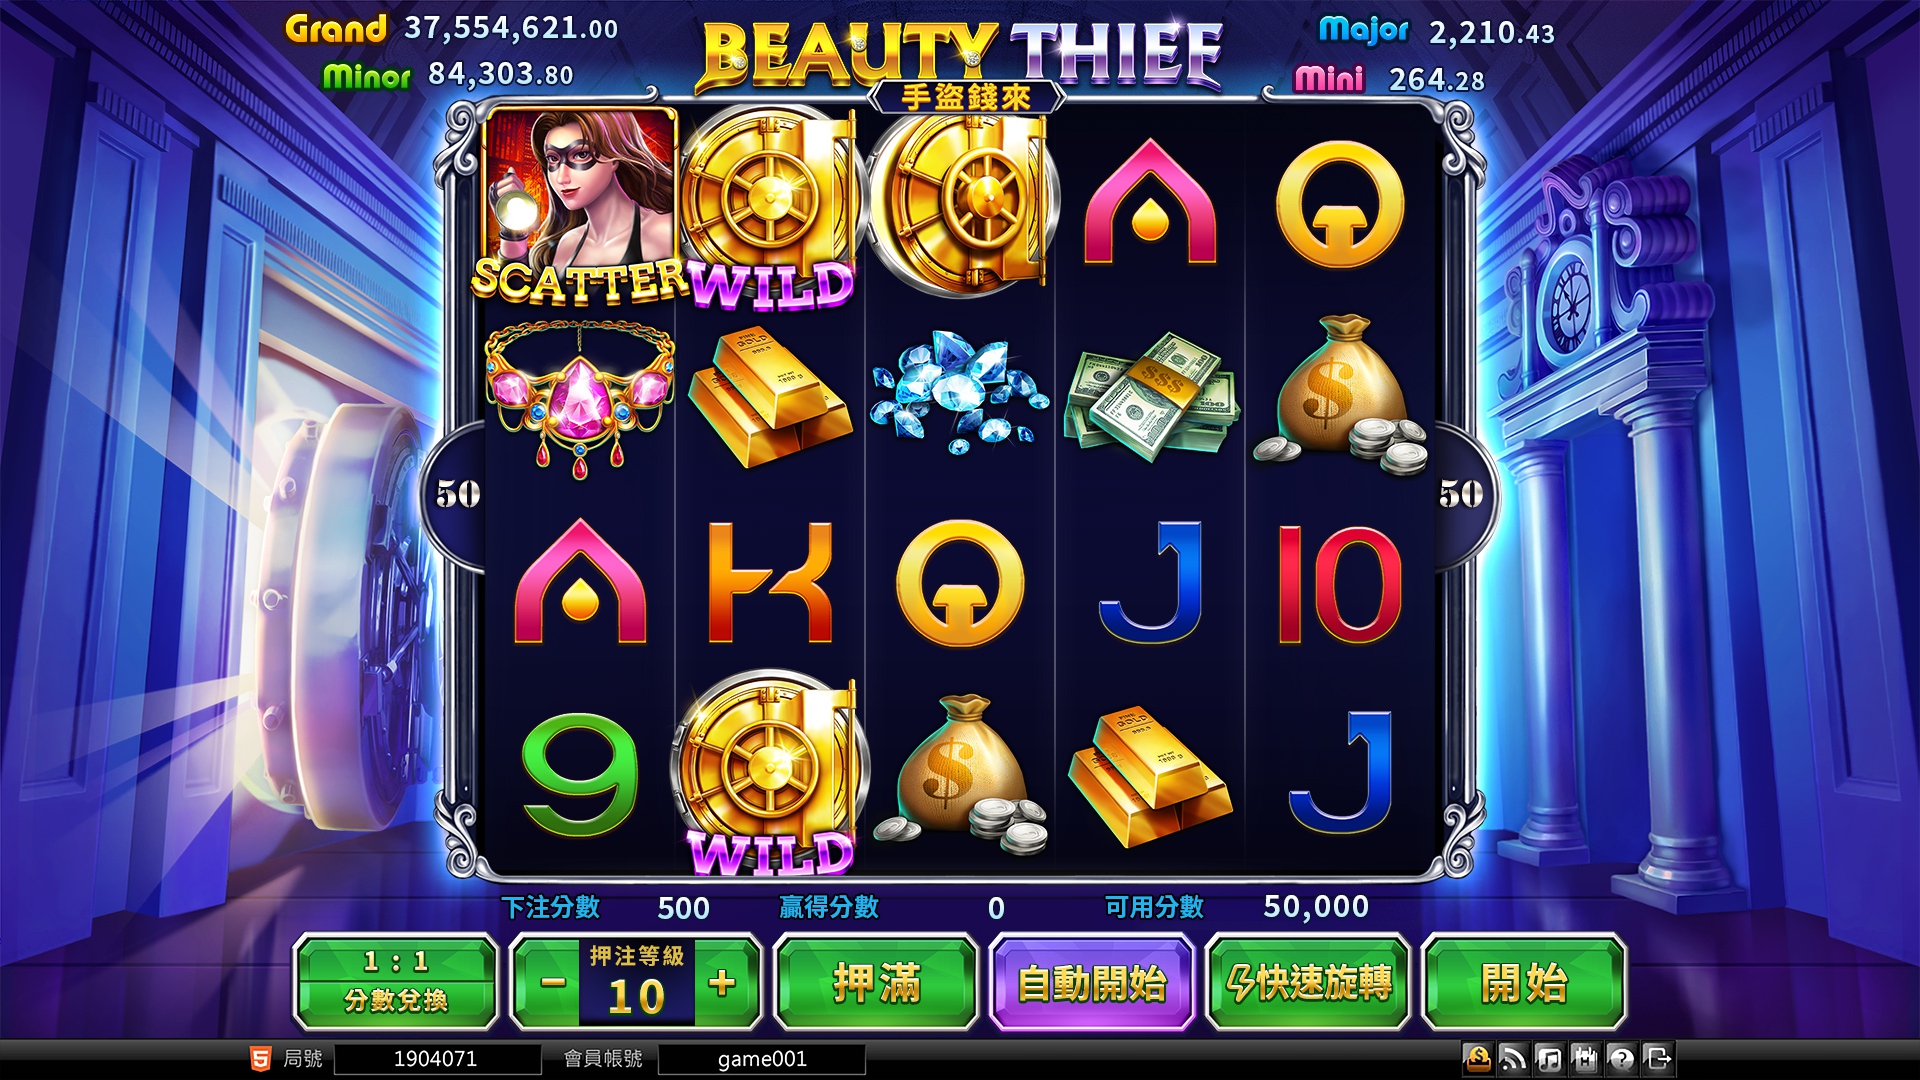 Grand 37,554,621.00
BEAUTY THIEF
Major 2,210.43
Minor 84,303.80
Mini 264.28
手盜錢來
SCATTER
WILD
A
Q
50
50
A
K
Q
J
10
9
WILD
J
下注分數 500
贏得分數 0
可用分數 50,000
1 : 1
分數兌換
−
押注等級
10
+
押滿
自動開始
快速旋轉
開始
局號 1904071
會員帳號 game001